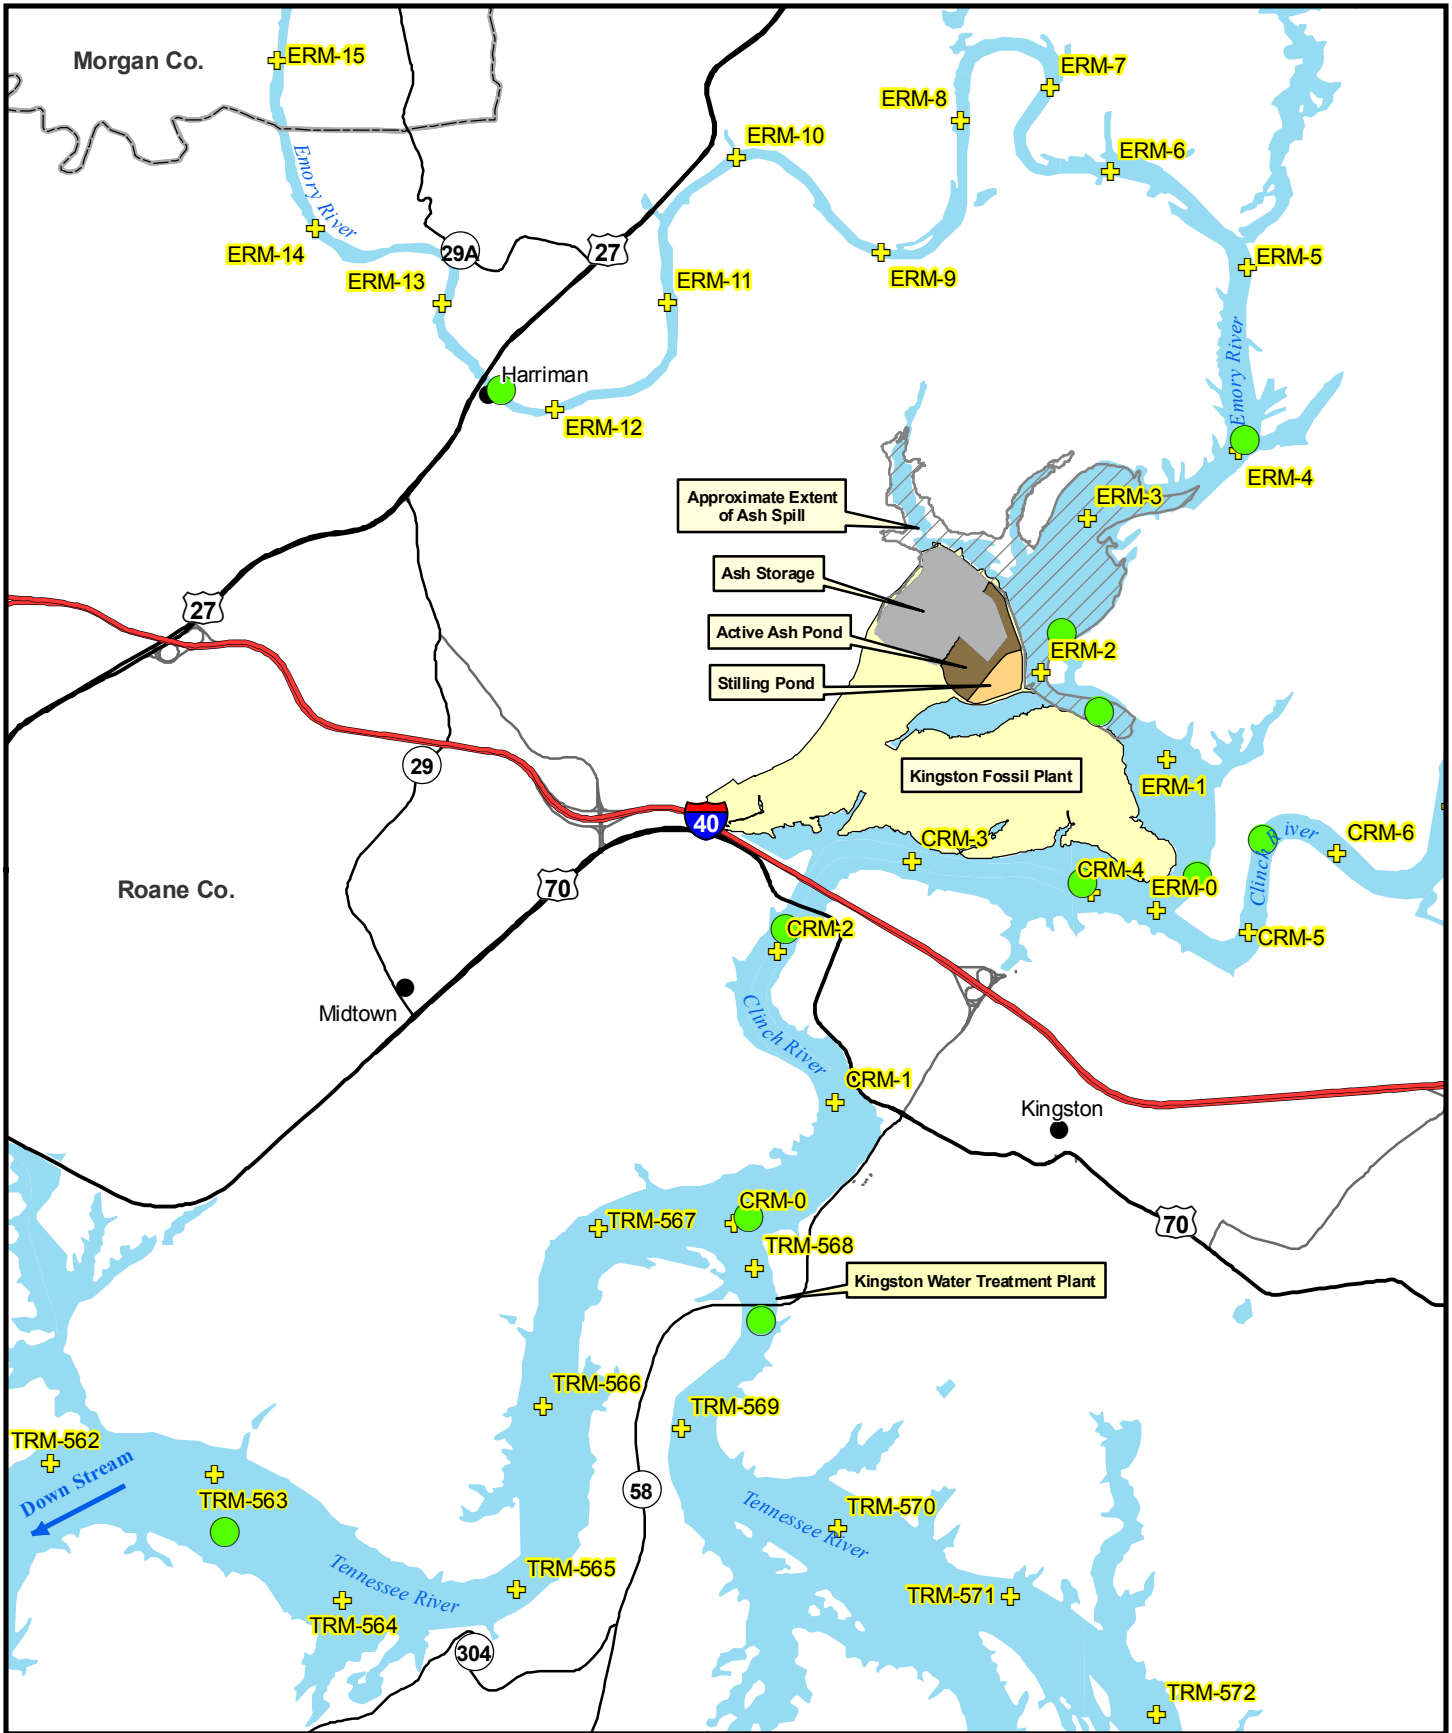 Morgan Co.
ERM-15
ERM-7
ERM-8
ERM-10
ERM-6
Emory River
ERM-14
29A
27
ERM-5
ERM-13
ERM-11
ERM-9
Harriman
Emory River
ERM-12
ERM-4
Approximate Extent
of Ash Spill
ERM-3
Ash Storage
27
Active Ash Pond
ERM-2
Stilling Pond
29
Kingston Fossil Plant
ERM-1
40
CRM-3
CRM-6
Clinch River
Roane Co.
70
CRM-4
ERM-0
CRM-2
CRM-5
Midtown
Clinch River
CRM-1
Kingston
CRM-0
TRM-567
70
TRM-568
Kingston Water Treatment Plant
TRM-566
TRM-569
TRM-562
Down Stream
TRM-563
58
Tennessee River
TRM-570
TRM-565
Tennessee River
TRM-571
TRM-564
304
TRM-572